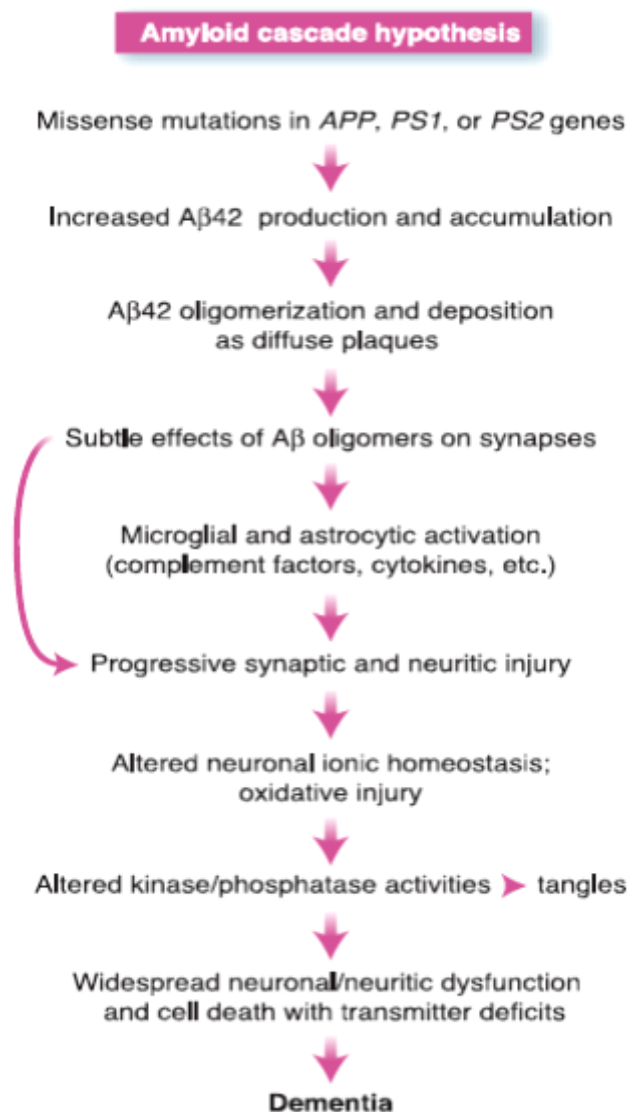 Amyloid cascade hypothesis
Missense mutations in APP, PS1, or PS2 genes
Increased Aβ42 production and accumulation
Aβ42 oligomerization and deposition
as diffuse plaques
Subtle effects of Aβ oligomers on synapses
Microglial and astrocytic activation
(complement factors, cytokines, etc.)
Progressive synaptic and neuritic injury
Altered neuronal ionic homeostasis;
oxidative injury
Altered kinase/phosphatase activities tangles
Widespread neuronal/neuritic dysfunction
and cell death with transmitter deficits
Dementia